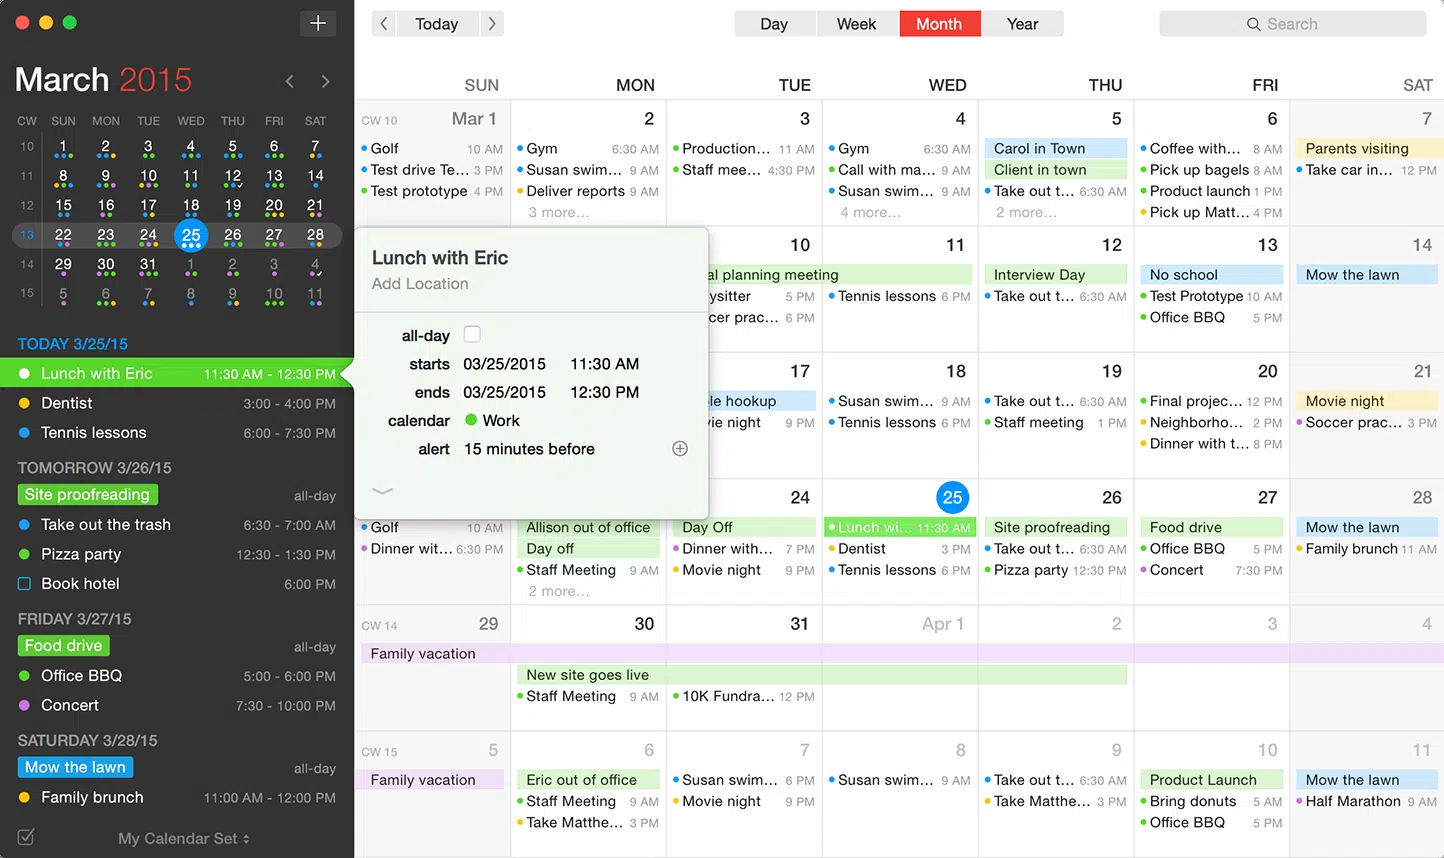 March 2015
CW SUN MON TUE WED THU FRI SAT
10 1 2 3 4 5 6 7
11 8 9 10 11 12 13 14
12 15 16 17 18 19 20 21
13 22 23 24 25 26 27 28
14 29 30 31 1 2 3 4
15 5 6 7 8 9 10 11
TODAY 3/25/15
Lunch with Eric 11:30 AM - 12:30 PM
Dentist 3:00 - 4:00 PM
Tennis lessons 6:00 - 7:30 PM
TOMORROW 3/26/15
Site proofreading all-day
Take out the trash 6:30 - 7:00 AM
Pizza party 12:30 - 1:30 PM
Book hotel 6:00 PM
FRIDAY 3/27/15
Food drive all-day
Office BBQ 5:00 - 6:00 PM
Concert 7:30 - 10:00 PM
SATURDAY 3/28/15
Mow the lawn all-day
Family brunch 11:00 AM - 12:00 PM
My Calendar Set
Today
Day Week Month Year
Search
SUN MON TUE WED THU FRI SAT
CW 10 Mar 1
Golf 10 AM
Test drive Te... 3 PM
Test prototype 4 PM
2
Gym 6:30 AM
Susan swim... 9 AM
Deliver reports 9 AM
3 more...
3
Production... 11 AM
Staff mee... 4:30 PM
4
Gym 6:30 AM
Call with ma... 9 AM
Susan swim... 9 AM
4 more...
5
Carol in Town
Client in town
Take out t... 6:30 AM
2 more...
6
Coffee with... 8 AM
Pick up bagels 8 AM
Product launch 1 PM
Pick up Matt... 4 PM
7
Parents visiting
Take car in... 12 PM
Lunch with Eric
Add Location
all-day
starts 03/25/2015 11:30 AM
ends 03/25/2015 12:30 PM
calendar Work
alert 15 minutes before
10
al planning meeting
ysitter 5 PM
cer prac... 6 PM
11
Tennis lessons 6 PM
12
Interview Day
Take out t... 6:30 AM
13
No school
Test Prototype 10 AM
Office BBQ 5 PM
14
Mow the lawn
17
le hookup
vie night 9 PM
18
Susan swim... 9 AM
Tennis lessons 6 PM
19
Take out t... 6:30 AM
Staff meeting 1 PM
20
Final projec... 12 PM
Neighborho... 2 PM
Dinner with t... 8 PM
21
Movie night
Soccer prac... 3 PM
Golf 10 AM
Dinner wit... 6:30 PM
Allison out of office
Day off
Staff Meeting 9 AM
2 more...
24
Day Off
Dinner with... 7 PM
Movie night 9 PM
25
Lunch wi... 11:30 AM
Dentist 3 PM
Tennis lessons 6 PM
26
Site proofreading
Take out t... 6:30 AM
Pizza party 12:30 PM
27
Food drive
Office BBQ 5 PM
Concert 7:30 PM
28
Mow the lawn
Family brunch 11 AM
CW 14 29 30 31 Apr 1 2 3 4
Family vacation
New site goes live
Staff Meeting 9 AM
10K Fundra... 12 PM
CW 15 5
Family vacation
6
Eric out of office
Staff Meeting 9 AM
Take Matthe... 3 PM
7
Susan swim... 6 PM
Movie night 9 PM
8
Susan swim... 9 AM
9
Take out t... 6:30 AM
Take Matthe... 3 PM
10
Product Launch
Bring donuts 5 AM
Office BBQ 5 PM
11
Mow the lawn
Half Marathon 9 AM